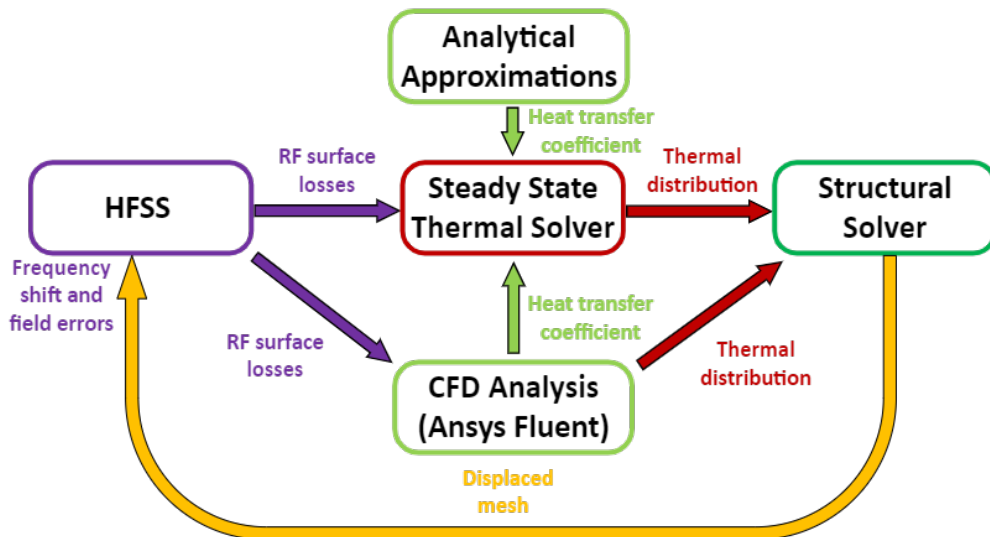 Analytical
Approximations
Heat transfer
coefficient
RF surface
losses
Thermal
distribution
HFSS
Steady State
Thermal Solver
Structural
Solver
Frequency
shift and
field errors
Heat transfer
coefficient
RF surface
losses
Thermal
distribution
CFD Analysis
(Ansys Fluent)
Displaced
mesh